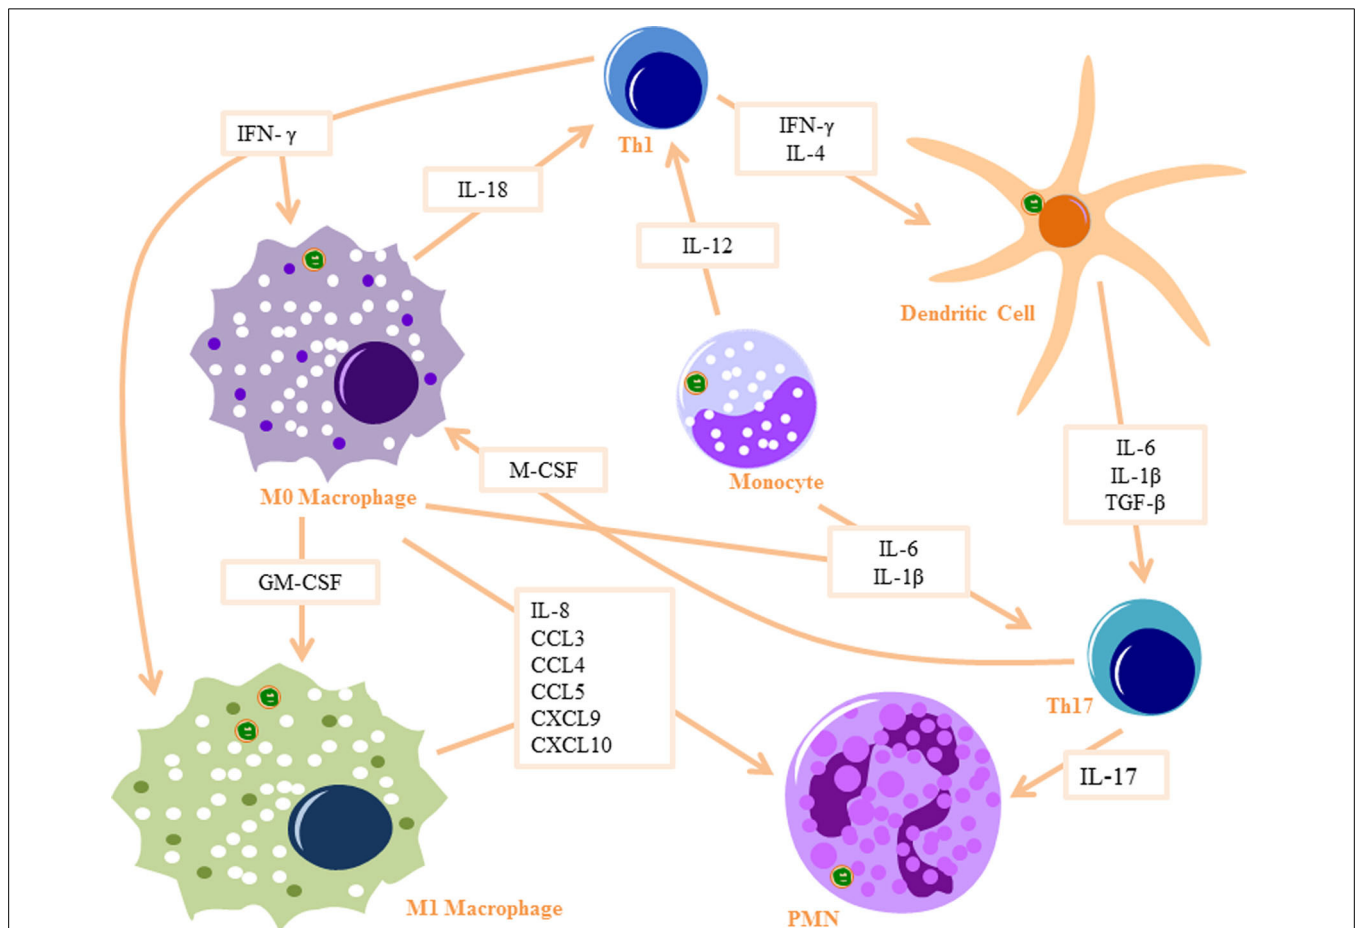 Th1
IFN- γ
IFN-γ
IL-4
IL-18
IL-12
Dendritic Cell
M-CSF
Monocyte
M0 Macrophage
IL-6
IL-1β
TGF-β
IL-6
IL-1β
GM-CSF
IL-8
CCL3
CCL4
CCL5
CXCL9
CXCL10
Th17
IL-17
M1 Macrophage
PMN